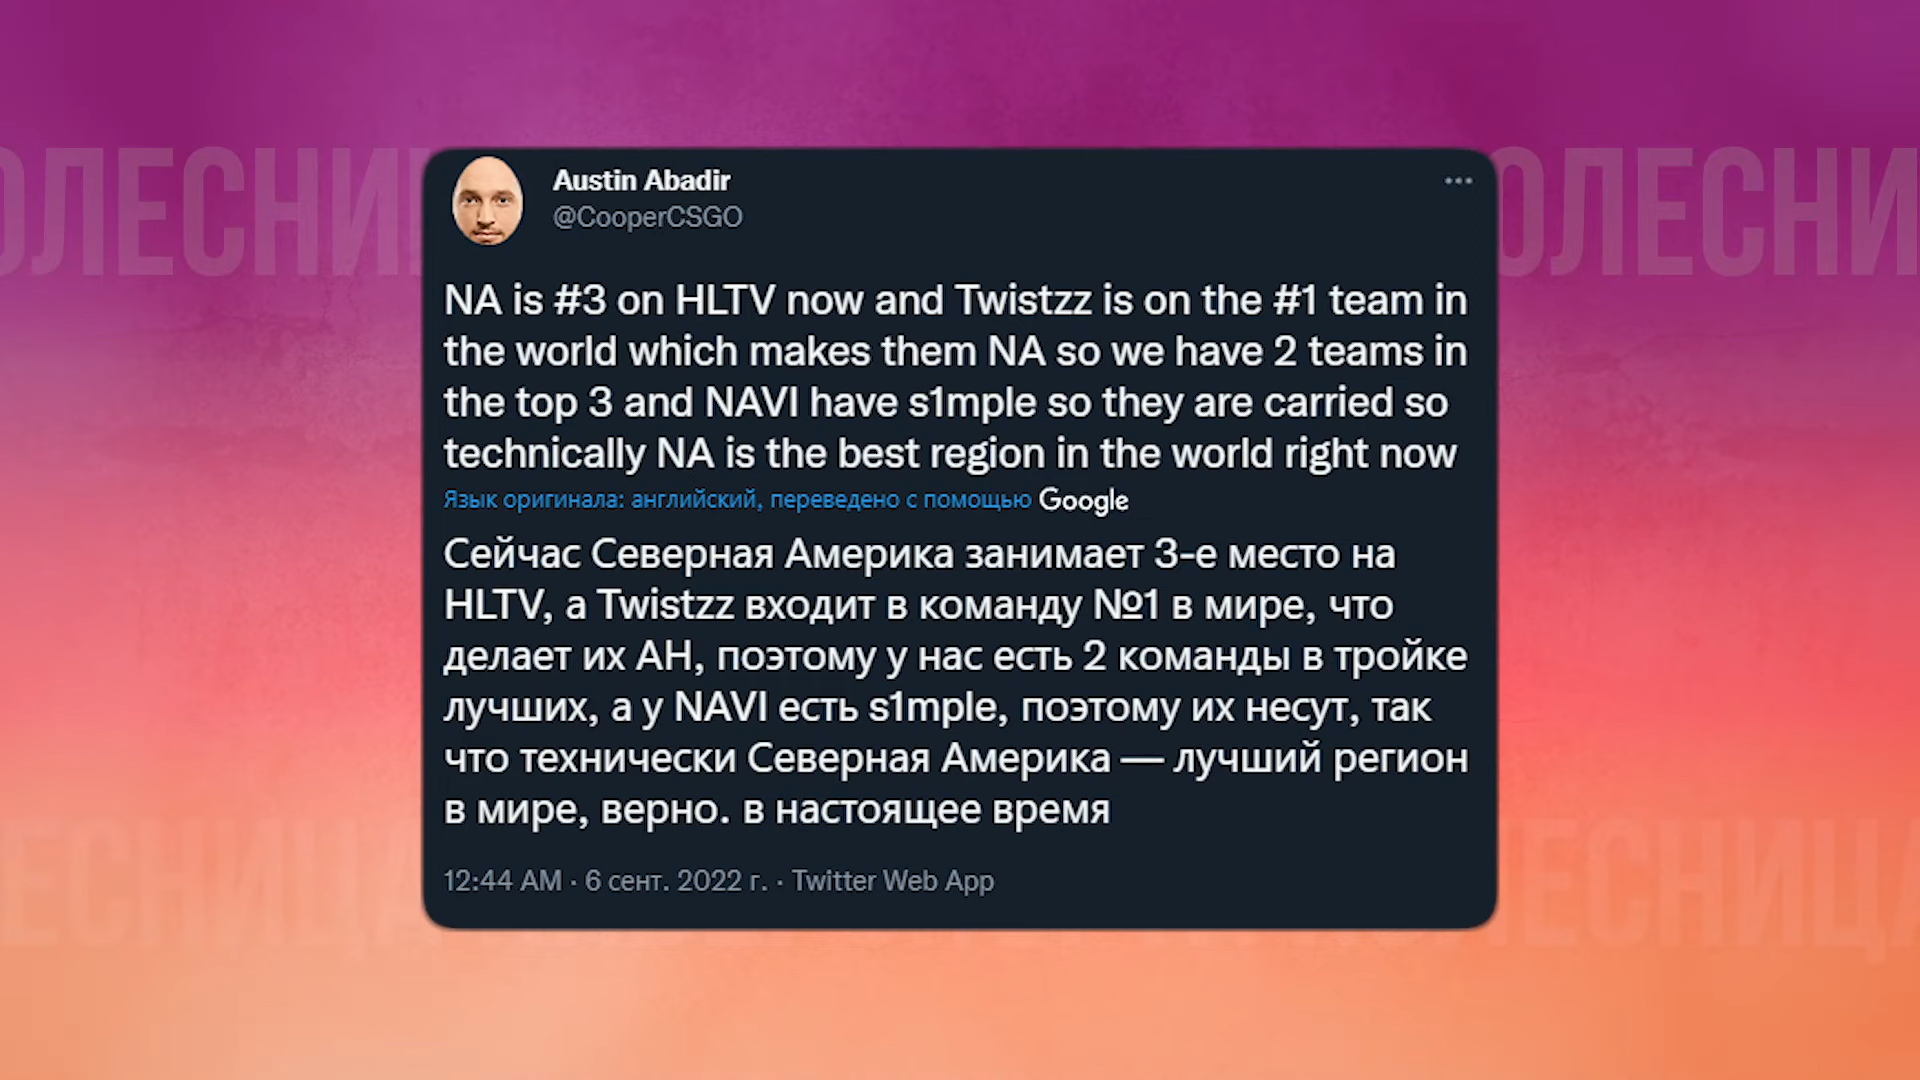 ОЛЕСНИ
ОЛЕСНИ
Austin Abadir
@CooperCSGO
NA is #3 on HLTV now and Twistzz is on the #1 team in
the world which makes them NA so we have 2 teams in
the top 3 and NAVI have s1mple so they are carried so
technically NA is the best region in the world right now
Язык оригинала: английский, переведено с помощью Google
Сейчас Северная Америка занимает 3-е место на
HLTV, а Twistzz входит в команду №1 в мире, что
делает их АН, поэтому у нас есть 2 команды в тройке
лучших, а у NAVI есть s1mple, поэтому их несут, так
что технически Северная Америка — лучший регион
в мире, верно. в настоящее время
12:44 AM · 6 сент. 2022 г. · Twitter Web App
ЕСНИЦА
ЛЕСНИЦА